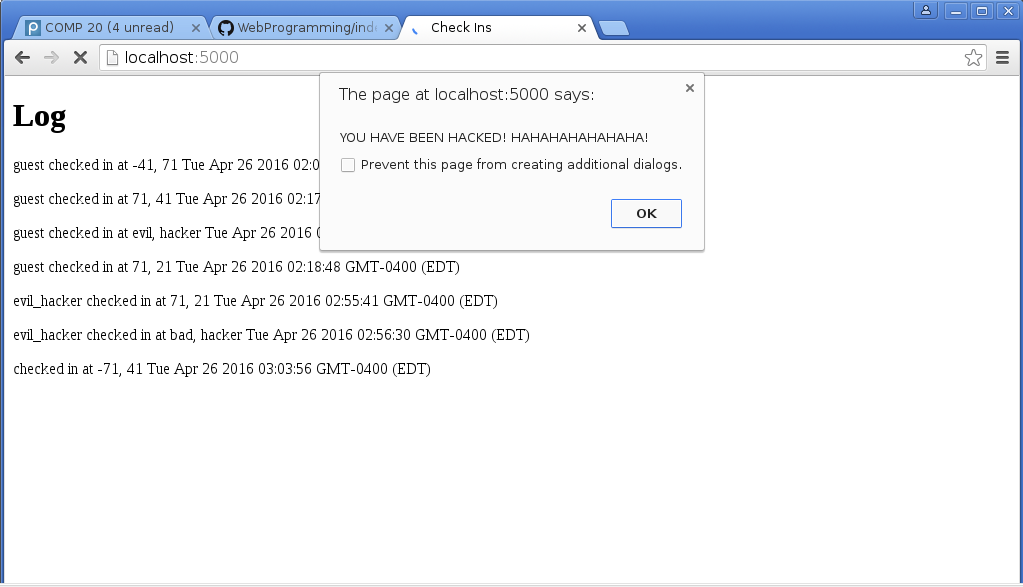 COMP 20 (4 unread)
WebProgramming/inde
Check Ins
localhost:5000
The page at localhost:5000 says:
YOU HAVE BEEN HACKED! HAHAHAHAHAHAHA!
Prevent this page from creating additional dialogs.
OK
Log
guest checked in at -41, 71 Tue Apr 26 2016 02:0
guest checked in at 71, 41 Tue Apr 26 2016 02:17
guest checked in at evil, hacker Tue Apr 26 2016 0
guest checked in at 71, 21 Tue Apr 26 2016 02:18:48 GMT-0400 (EDT)
evil_hacker checked in at 71, 21 Tue Apr 26 2016 02:55:41 GMT-0400 (EDT)
evil_hacker checked in at bad, hacker Tue Apr 26 2016 02:56:30 GMT-0400 (EDT)
checked in at -71, 41 Tue Apr 26 2016 03:03:56 GMT-0400 (EDT)